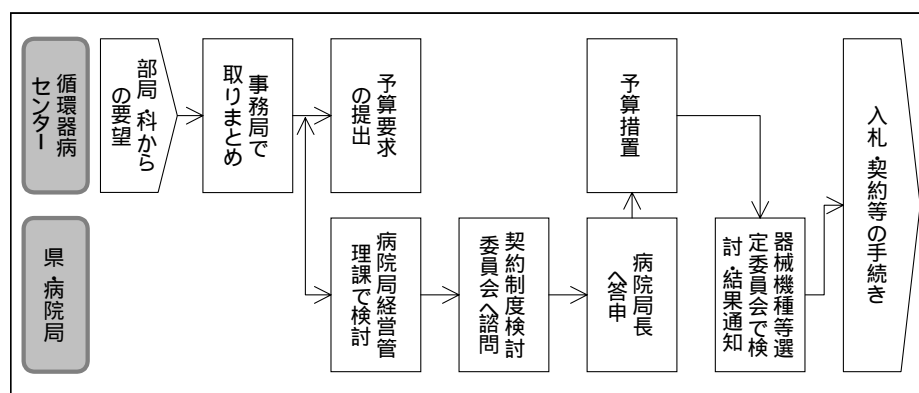 循環器病
センター
部局・科から
の要望
事務局で
取りまとめ
予算要求
の提出
予算措置
入札・契約等の手続き
県・病院局
病院局経営管
理課で検討
契約制度検討
委員会へ諮問
病院局長
へ答申
器械機種等選
定委員会で検
討・結果通知